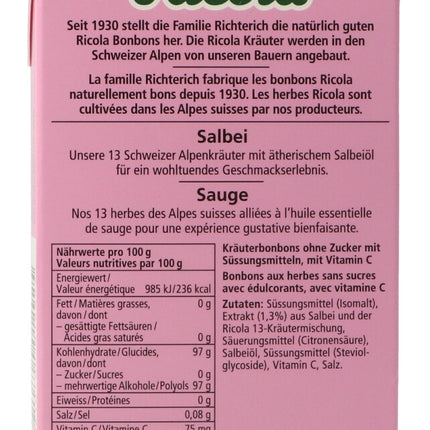 Ricola
Seit 1930 stellt die Familie Richterich die natürlich guten
Ricola Bonbons her. Die Ricola Kräuter werden in den
Schweizer Alpen von unseren Bauern angebaut.
La famille Richterich fabrique les bonbons Ricola
naturellement bons depuis 1930. Les herbes Ricola sont
cultivées dans les Alpes suisses par nos producteurs.
Salbei
Unsere 13 Schweizer Alpenkräuter mit ätherischem Salbeiöl
für ein wohltuendes Geschmackserlebnis.
Sauge
Nos 13 herbes des Alpes suisses alliées à l'huile essentielle
de sauge pour une expérience gustative bienfaisante.
Nährwerte pro 100 g
Valeurs nutritives par 100 g
Energiewert/
Valeur énergétique 985 kJ/236 kcal
Fett/Matières grasses, 0 g
davon/dont
– gesättigte Fettsäuren/
Acides gras saturés 0 g
Kohlenhydrate/Glucides, 97 g
davon/dont
– Zucker/Sucres 0 g
– mehrwertige Alkohole/Polyols 97 g
Eiweiss/Protéines 0 g
Salz/Sel 0,08 g
Vitamin C/Vitamine C 75 mg
Kräuterbonbons ohne Zucker mit
Süssungsmitteln, mit Vitamin C
Bonbons aux herbes sans sucres
avec édulcorants, avec vitamine C
Zutaten: Süssungsmittel (Isomalt),
Extrakt (1,3%) aus Salbei und der
Ricola 13-Kräutermischung,
Säuerungsmittel (Citronensäure),
Salbeiöl, Süssungsmittel (Steviol-
glycoside), Vitamin C, Salz.